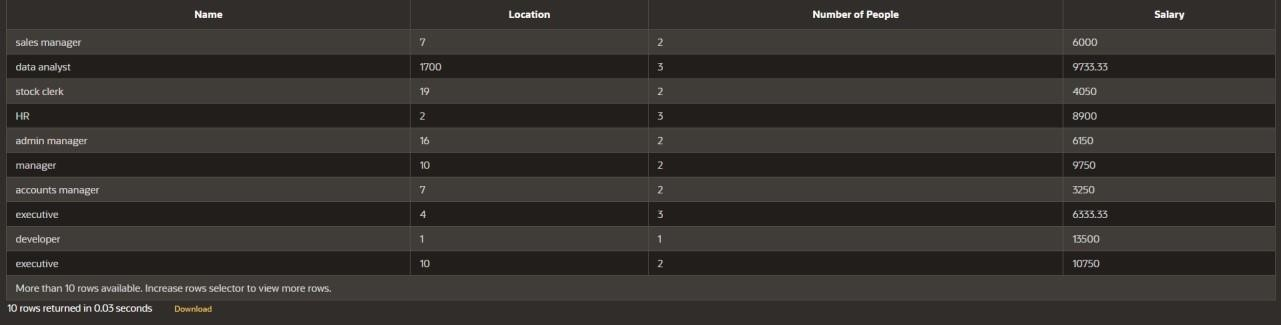 Name Location Number of People Salary
sales manager 7 2 6000
data analyst 1700 3 9733.33
stock clerk 19 2 4050
HR 2 3 8900
admin manager 16 2 6150
manager 10 2 9750
accounts manager 7 2 3250
executive 4 3 6333.33
developer 1 1 13500
executive 10 2 10750
More than 10 rows available. Increase rows selector to view more rows.
10 rows returned in 0.03 seconds Download